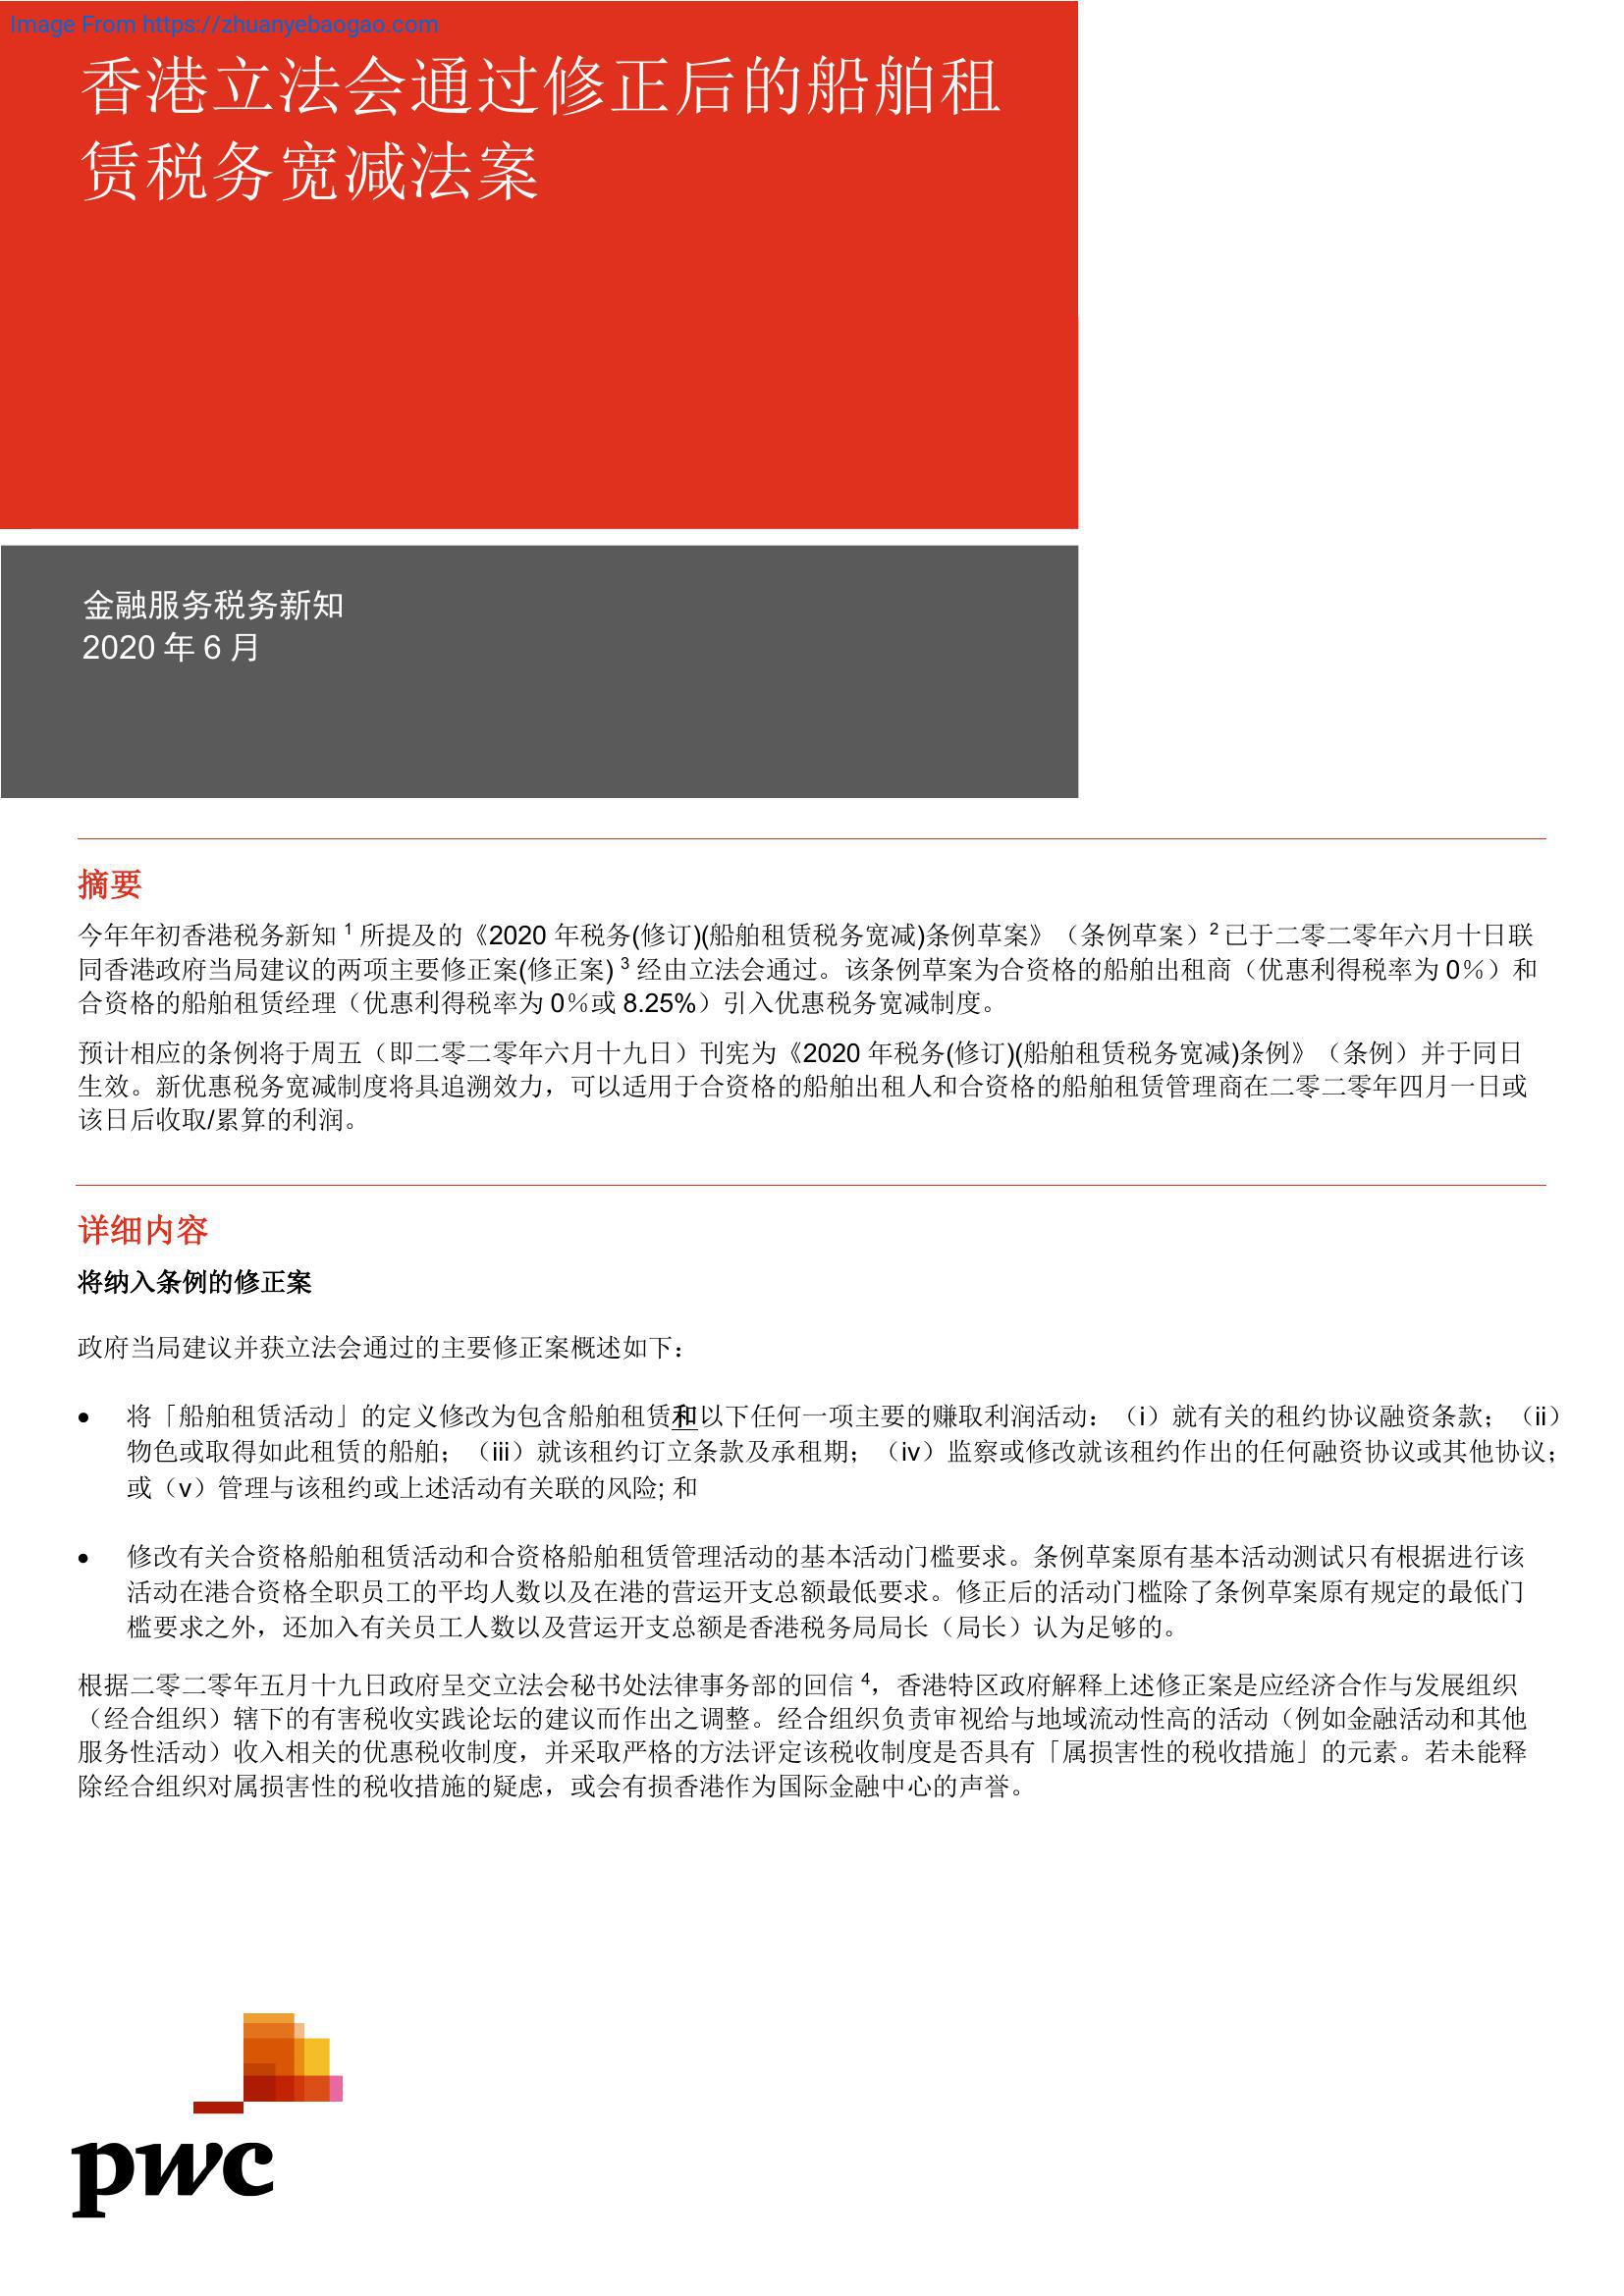 Image From https://zhuanyebaogao.com
香港立法会通过修正后的船舶租
赁税务宽减法案
金融服务税务新知
2020 年 6 月
摘要
今年年初香港税务新知 1 所提及的《2020 年税务(修订)(船舶租赁税务宽减)条例草案》（条例草案）2 已于二零二零年六月十日联
同香港政府当局建议的两项主要修正案(修正案) 3 经由立法会通过。该条例草案为合资格的船舶出租商（优惠利得税率为 0%）和
合资格的船舶租赁经理（优惠利得税率为 0%或 8.25%）引入优惠税务宽减制度。
预计相应的条例将于周五（即二零二零年六月十九日）刊宪为《2020 年税务(修订)(船舶租赁税务宽减)条例》（条例）并于同日
生效。新优惠税务宽减制度将具追溯效力，可以适用于合资格的船舶出租人和合资格的船舶租赁管理商在二零二零年四月一日或
该日后收取/累算的利润。
详细内容
将纳入条例的修正案
政府当局建议并获立法会通过的主要修正案概述如下：
• 将「船舶租赁活动」的定义修改为包含船舶租赁和以下任何一项主要的赚取利润活动：（i）就有关的租约协议融资条款；（ii）
物色或取得如此租赁的船舶；（iii）就该租约订立条款及承租期；（iv）监察或修改就该租约作出的任何融资协议或其他协议；
或（v）管理与该租约或上述活动有关联的风险; 和
• 修改有关合资格船舶租赁活动和合资格船舶租赁管理活动的基本活动门槛要求。条例草案原有基本活动测试只有根据进行该
活动在港合资格全职员工的平均人数以及在港的营运开支总额最低要求。修正后的活动门槛除了条例草案原有规定的最低门
槛要求之外，还加入有关员工人数以及营运开支总额是香港税务局局长（局长）认为足够的。
根据二零二零年五月十九日政府呈交立法会秘书处法律事务部的回信 4，香港特区政府解释上述修正案是应经济合作与发展组织
（经合组织）辖下的有害税收实践论坛的建议而作出之调整。经合组织负责审视给与地域流动性高的活动（例如金融活动和其他
服务性活动）收入相关的优惠税收制度，并采取严格的方法评定该税收制度是否具有「属损害性的税收措施」的元素。若未能释
除经合组织对属损害性的税收措施的疑虑，或会有损香港作为国际金融中心的声誉。
pwc